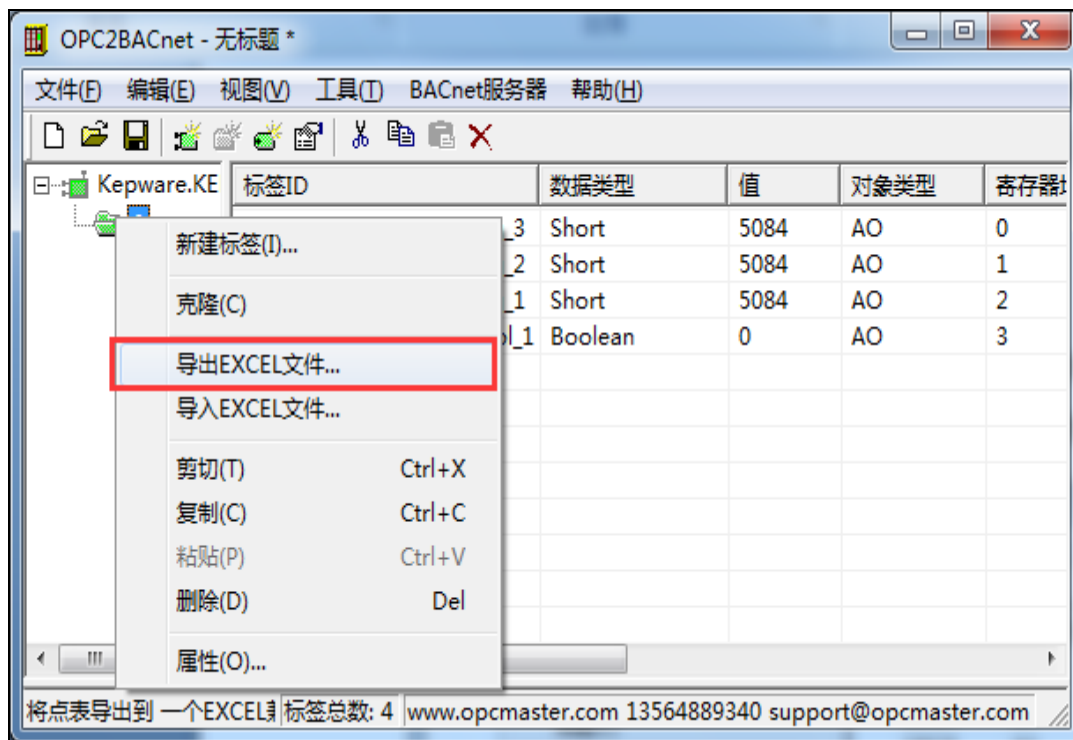 OPC2BACnet - 无标题 *
文件(F) 编辑(E) 视图(V) 工具(T) BACnet服务器 帮助(H)
Kepware.KE 标签ID 数据类型 值 对象类型 寄存器
_3 Short 5084 AO 0
_2 Short 5084 AO 1
_1 Short 5084 AO 2
ol_1 Boolean 0 AO 3
新建标签(I)...
克隆(C)
导出EXCEL文件...
导入EXCEL文件...
剪切(T) Ctrl+X
复制(C) Ctrl+C
粘贴(P) Ctrl+V
删除(D) Del
属性(O)...
将点表导出到 一个EXCEL 标签总数: 4 www.opcmaster.com 13564889340 support@opcmaster.com